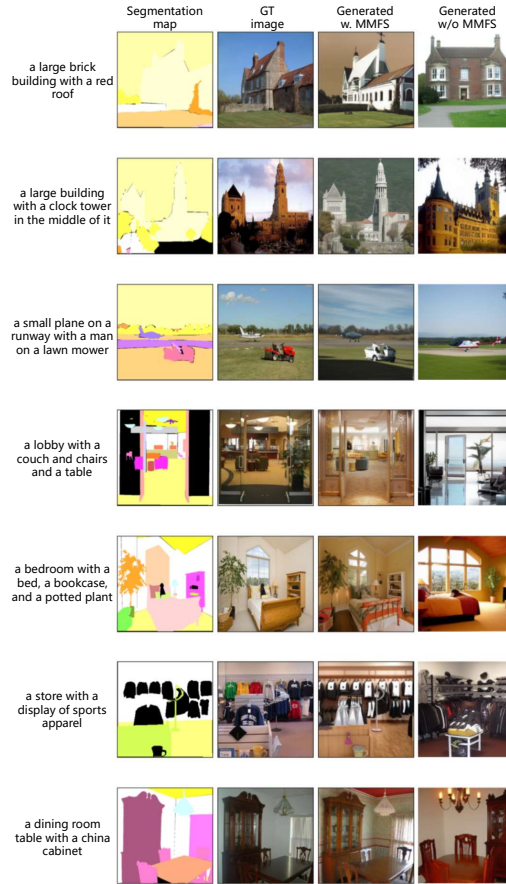 Segmentation
map
GT
image
Generated
w. MMFS
Generated
w/o MMFS
a large brick
building with a red
roof
a large building
with a clock tower
in the middle of it
a small plane on a
runway with a man
on a lawn mower
a lobby with a
couch and chairs
and a table
a bedroom with a
bed, a bookcase,
and a potted plant
a store with a
display of sports
apparel
a dining room
table with a china
cabinet